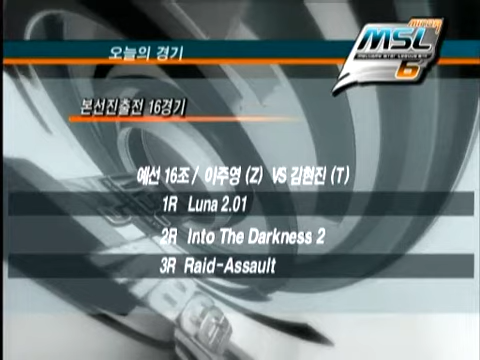 MSL
6
오늘의 경기
본선진출전 16경기
예선 16조 / 이주영 (Z) VS 김현진 (T)
1R Luna 2.01
2R Into The Darkness 2
3R Raid-Assault